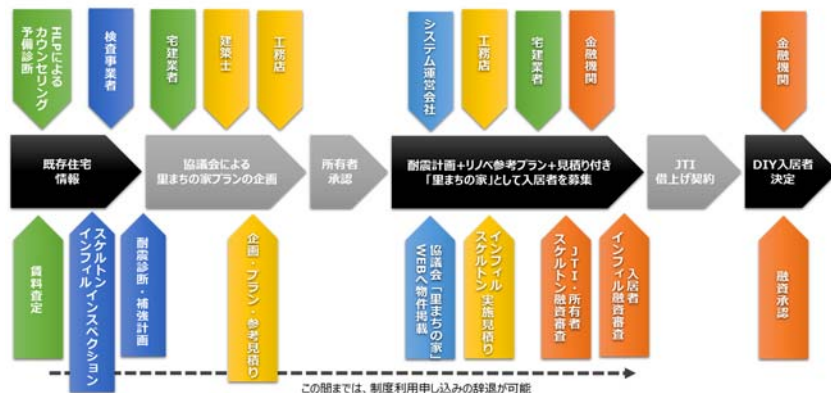 HLPによる
カウンセリング
予備診断
検査事業者
宅建業者
建築士
工務店
システム運営会社
工務店
宅建業者
金融機関
金融機関
既存住宅
情報
協議会による
里まちの家プランの企画
所有者
承認
耐震計画+リノベ参考プラン+見積り付き
「里まちの家」として入居者を募集
JTI
借上げ契約
DIY入居者
決定
賃料査定
スケルトン
インフィル インスペクション
耐震診断・補強計画
企画・プラン・参考見積り
協議会「里まちの家」
WEBへ物件掲載
インフィル
スケルトン 実施見積り
JTI・所有者
スケルトン融資審査
入居者
インフィル融資審査
融資承認
この間までは、制度利用申し込みの辞退が可能